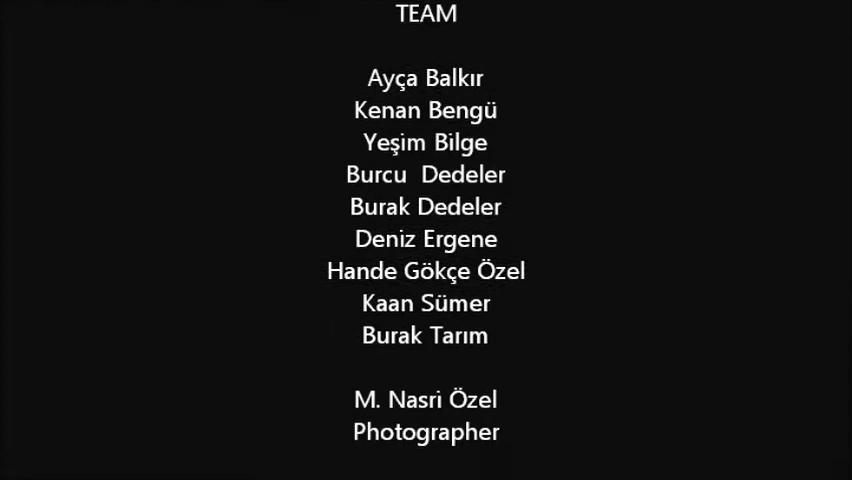 TEAM
Ayça Balkır
Kenan Bengü
Yeşim Bilge
Burcu  Dedeler
Burak Dedeler
Deniz Ergene
Hande Gökçe Özel
Kaan Sümer
Burak Tarım
M. Nasri Özel
Photographer